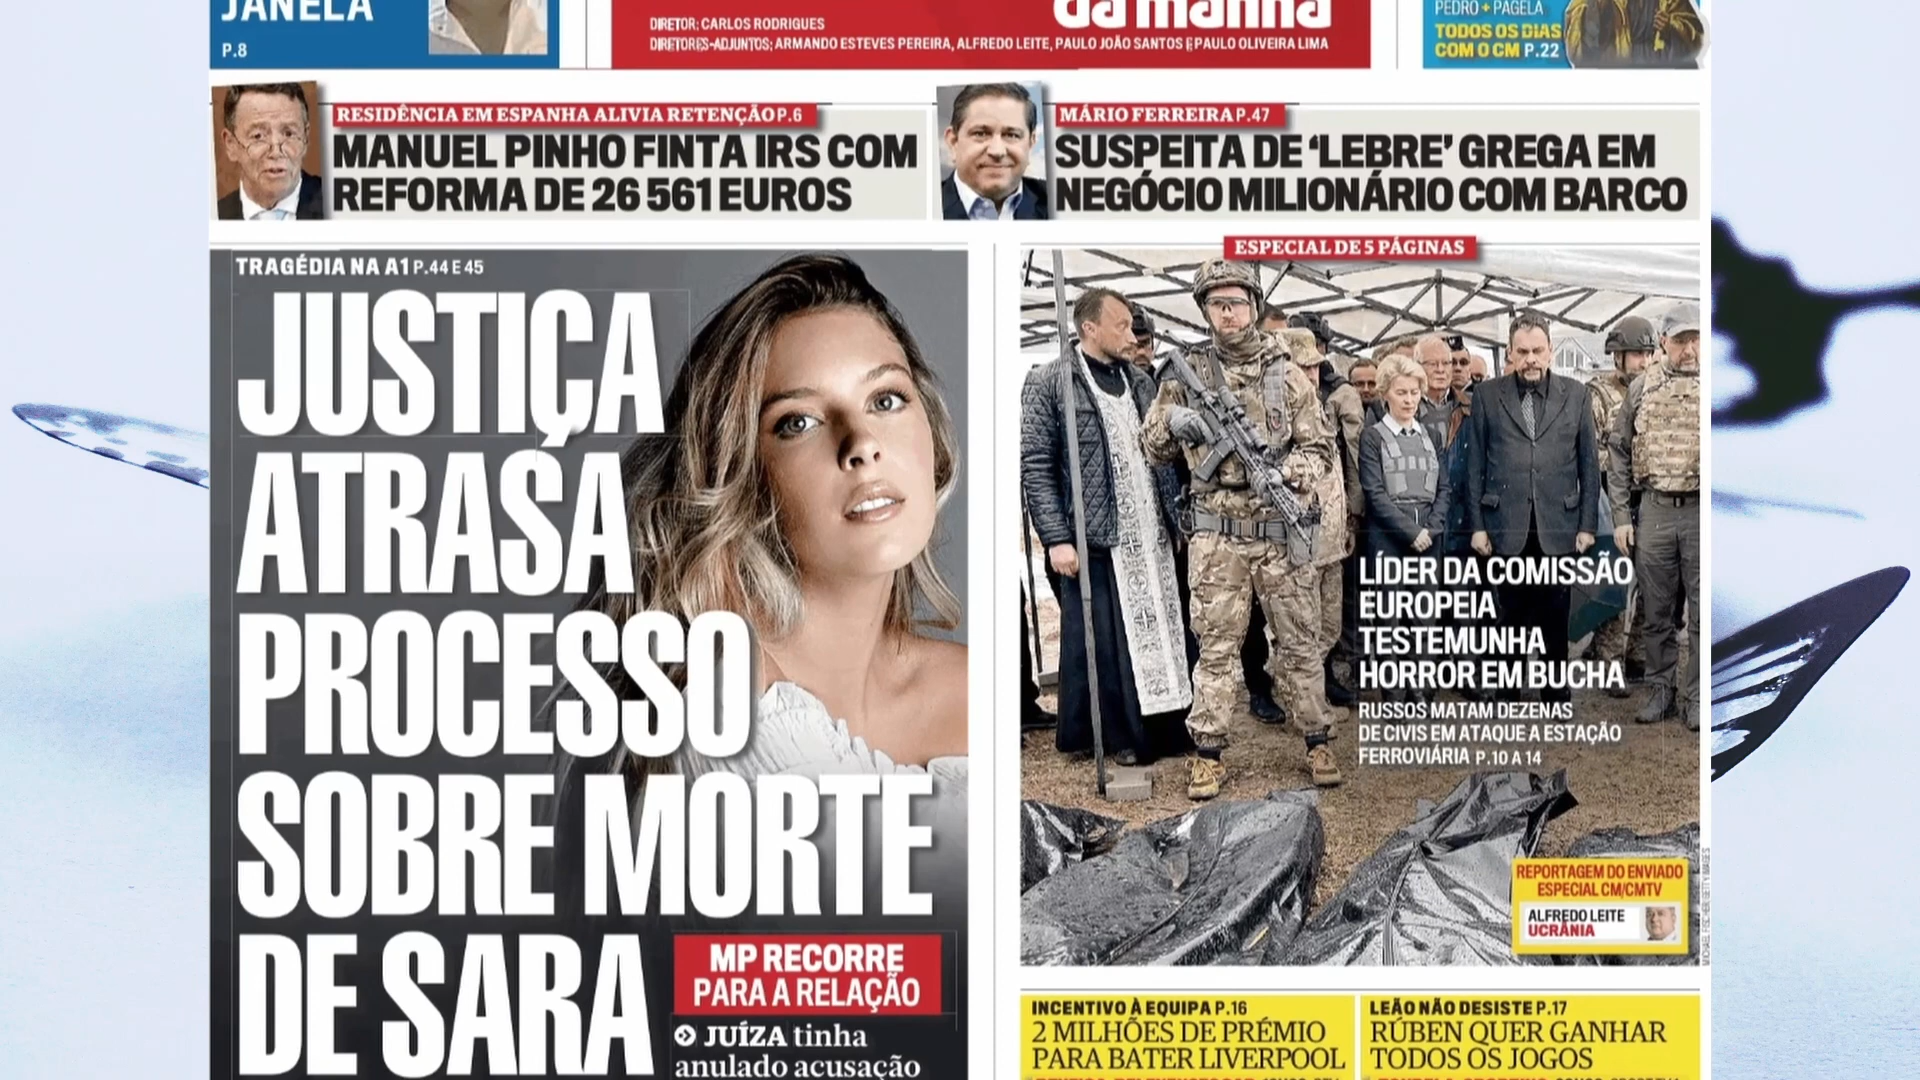 JANELA
P.8
da manhã
DIRETOR: CARLOS RODRIGUES
DIRETORES-ADJUNTOS: ARMANDO ESTEVES PEREIRA, ALFREDO LEITE, PAULO JOÃO SANTOS E PAULO OLIVEIRA LIMA
PEDRO + PAGELA
TODOS OS DIAS
COM O CM P.22
RESIDÊNCIA EM ESPANHA ALIVIA RETENÇÃO P.6
MANUEL PINHO FINTA IRS COM
REFORMA DE 26 561 EUROS
MÁRIO FERREIRA P.47
SUSPEITA DE ‘LEBRE’ GREGA EM
NEGÓCIO MILIONÁRIO COM BARCO
TRAGÉDIA NA A1 P.44 E 45
JUSTIÇA
ATRASA
PROCESSO
SOBRE MORTE
DE SARA
MP RECORRE
PARA A RELAÇÃO
JUÍZA tinha
anulado acusação
ESPECIAL DE 5 PÁGINAS
LÍDER DA COMISSÃO
EUROPEIA
TESTEMUNHA
HORROR EM BUCHA
RUSSOS MATAM DEZENAS
DE CIVIS EM ATAQUE A ESTAÇÃO
FERROVIÁRIA P.10 A 14
REPORTAGEM DO ENVIADO
ESPECIAL CM/CMTV
ALFREDO LEITE
UCRÂNIA
INCENTIVO À EQUIPA P.16
2 MILHÕES DE PRÉMIO
PARA BATER LIVERPOOL
LEÃO NÃO DESISTE P.17
RÚBEN QUER GANHAR
TODOS OS JOGOS